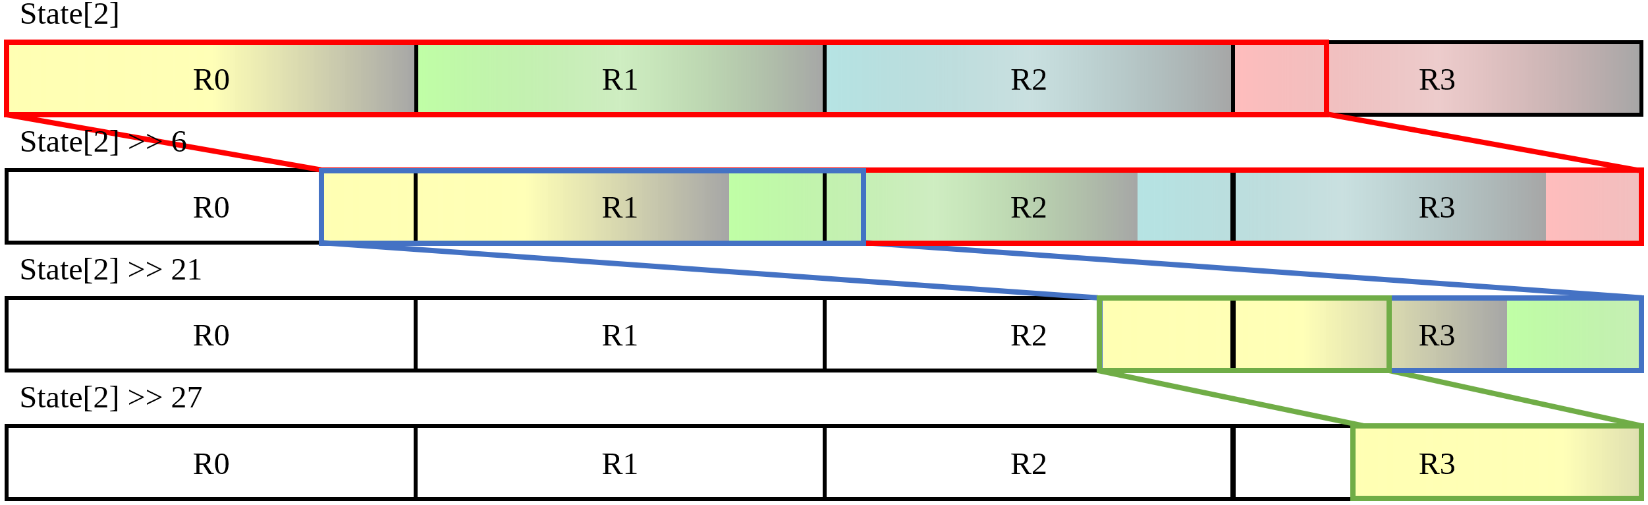 State[2]
R0 R1 R2 R3
State[2] >> 6
R0 R1 R2 R3
State[2] >> 21
R0 R1 R2 R3
State[2] >> 27
R0 R1 R2 R3